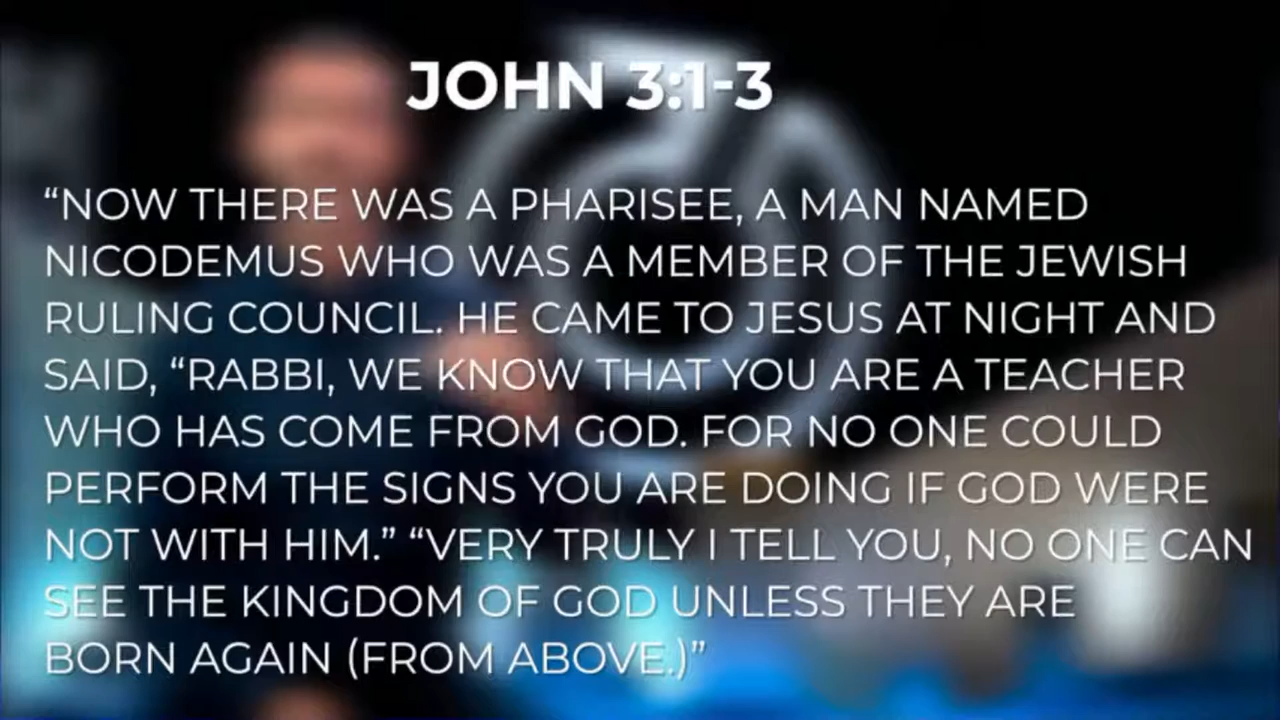 JOHN 3:1-3
“NOW THERE WAS A PHARISEE, A MAN NAMED
NICODEMUS WHO WAS A MEMBER OF THE JEWISH
RULING COUNCIL. HE CAME TO JESUS AT NIGHT AND
SAID, “RABBI, WE KNOW THAT YOU ARE A TEACHER
WHO HAS COME FROM GOD. FOR NO ONE COULD
PERFORM THE SIGNS YOU ARE DOING IF GOD WERE
NOT WITH HIM.” “VERY TRULY I TELL YOU, NO ONE CAN
SEE THE KINGDOM OF GOD UNLESS THEY ARE
BORN AGAIN (FROM ABOVE.)”